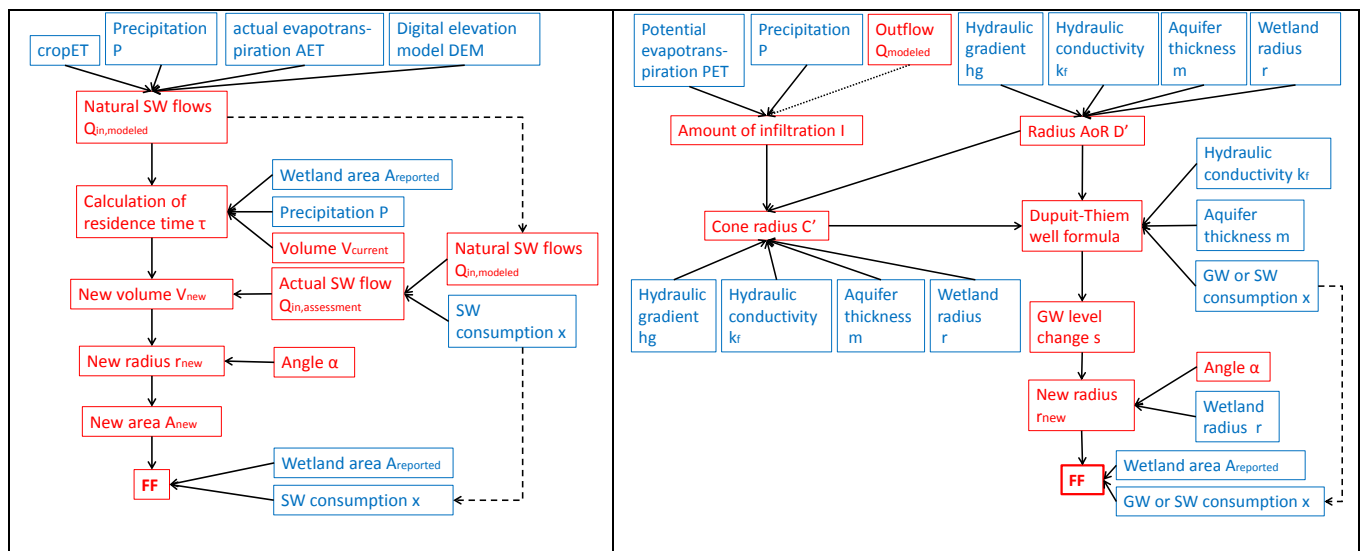 cropET
Precipitation
P
actual evapotrans-
piration AET
Digital elevation
model DEM
Natural SW flows
Qin,modeled
Calculation of
residence time τ
Wetland area Areported
Precipitation P
Volume Vcurrent
Natural SW flows
Qin,modeled
New volume Vnew
Actual SW flow
Qin,assessment
SW
consumption x
New radius rnew
Angle α
New area Anew
Wetland area Areported
FF
SW consumption x
Potential
evapotrans-
piration PET
Precipitation
P
Outflow
Qmodeled
Hydraulic
gradient
hg
Hydraulic
conductivity
kf
Aquifer
thickness
m
Wetland
radius
r
Amount of infiltration I
Radius AoR D’
Hydraulic
conductivity kf
Cone radius C’
Dupuit-Thiem
well formula
Aquifer
thickness m
GW or SW
consumption x
Hydraulic
gradient
hg
Hydraulic
conductivity
kf
Aquifer
thickness
m
Wetland
radius
r
GW level
change s
New radius
rnew
Angle α
Wetland
radius r
FF
Wetland area Areported
GW or SW consumption x